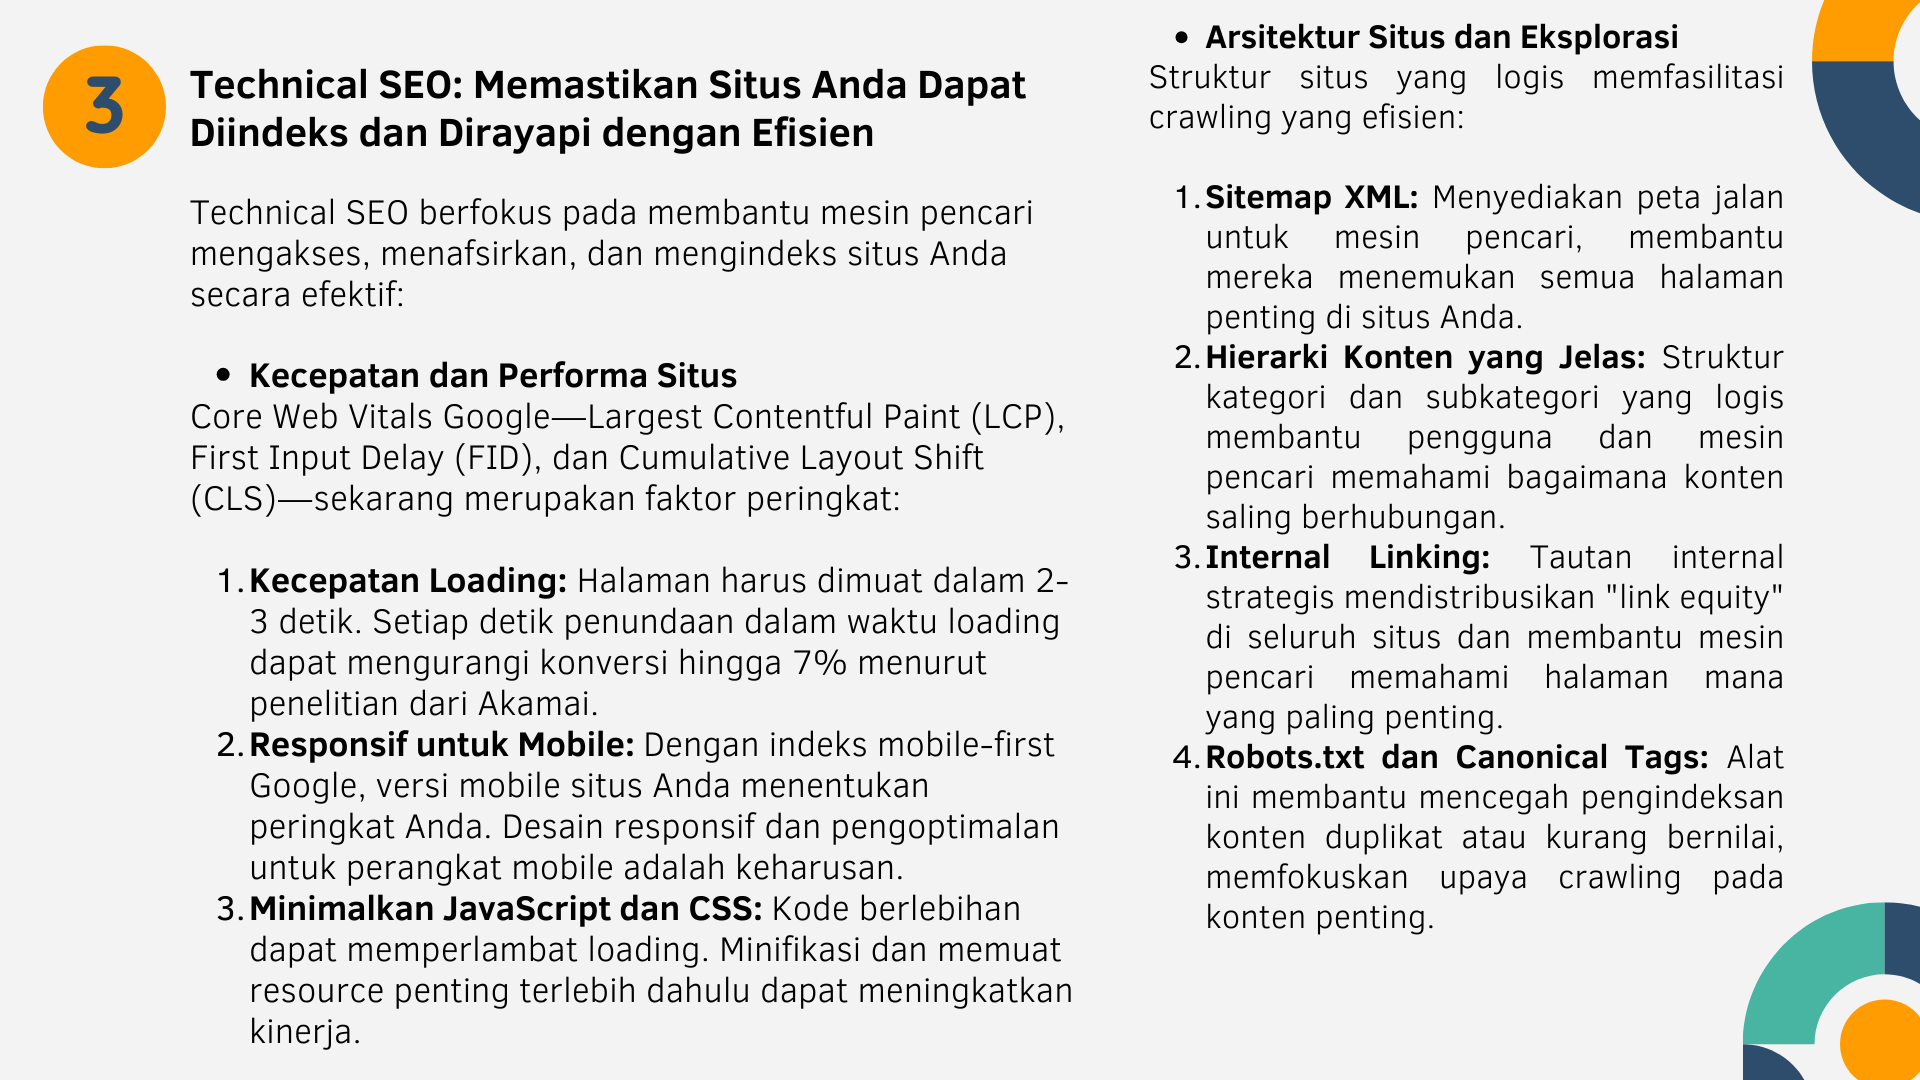 3
Technical SEO: Memastikan Situs Anda Dapat
Diindeks dan Dirayapi dengan Efisien
Technical SEO berfokus pada membantu mesin pencari
mengakses, menafsirkan, dan mengindeks situs Anda
secara efektif:
• Kecepatan dan Performa Situs
Core Web Vitals Google—Largest Contentful Paint (LCP),
First Input Delay (FID), dan Cumulative Layout Shift
(CLS)—sekarang merupakan faktor peringkat:
1. Kecepatan Loading: Halaman harus dimuat dalam 2-
3 detik. Setiap detik penundaan dalam waktu loading
dapat mengurangi konversi hingga 7% menurut
penelitian dari Akamai.
2. Responsif untuk Mobile: Dengan indeks mobile-first
Google, versi mobile situs Anda menentukan
peringkat Anda. Desain responsif dan pengoptimalan
untuk perangkat mobile adalah keharusan.
3. Minimalkan JavaScript dan CSS: Kode berlebihan
dapat memperlambat loading. Minifikasi dan memuat
resource penting terlebih dahulu dapat meningkatkan
kinerja.
• Arsitektur Situs dan Eksplorasi
Struktur situs yang logis memfasilitasi
crawling yang efisien:
1. Sitemap XML: Menyediakan peta jalan
untuk mesin pencari, membantu
mereka menemukan semua halaman
penting di situs Anda.
2. Hierarki Konten yang Jelas: Struktur
kategori dan subkategori yang logis
membantu pengguna dan mesin
pencari memahami bagaimana konten
saling berhubungan.
3. Internal Linking: Tautan internal
strategis mendistribusikan "link equity"
di seluruh situs dan membantu mesin
pencari memahami halaman mana
yang paling penting.
4. Robots.txt dan Canonical Tags: Alat
ini membantu mencegah pengindeksan
konten duplikat atau kurang bernilai,
memfokuskan upaya crawling pada
konten penting.